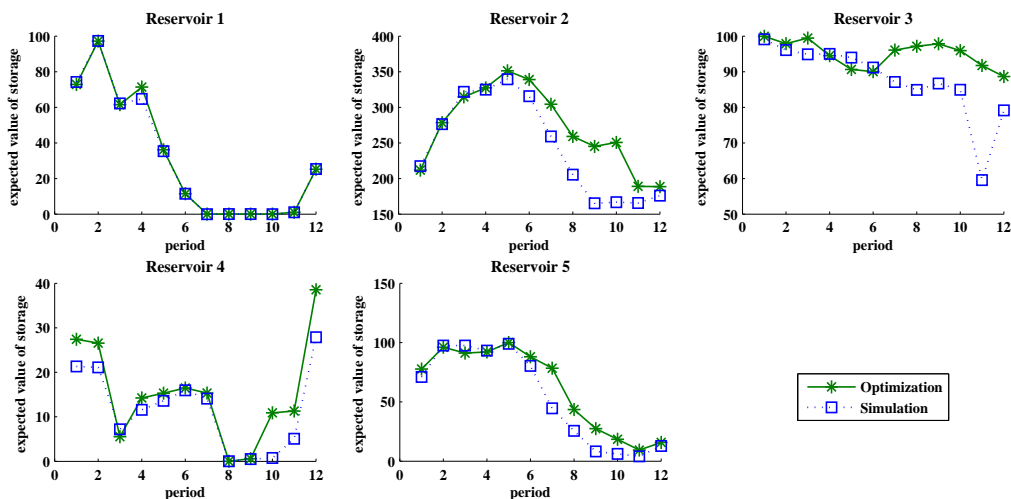 Reservoir 1
100
80
60
40
20
0
0 2 4 6 8 10 12
expected value of storage
period
Reservoir 2
400
350
300
250
200
150
0 2 4 6 8 10 12
expected value of storage
period
Reservoir 3
100
90
80
70
60
50
0 2 4 6 8 10 12
expected value of storage
period
Reservoir 4
40
30
20
10
0
0 2 4 6 8 10 12
expected value of storage
period
Reservoir 5
150
100
50
0
0 2 4 6 8 10 12
expected value of storage
period
Optimization
Simulation